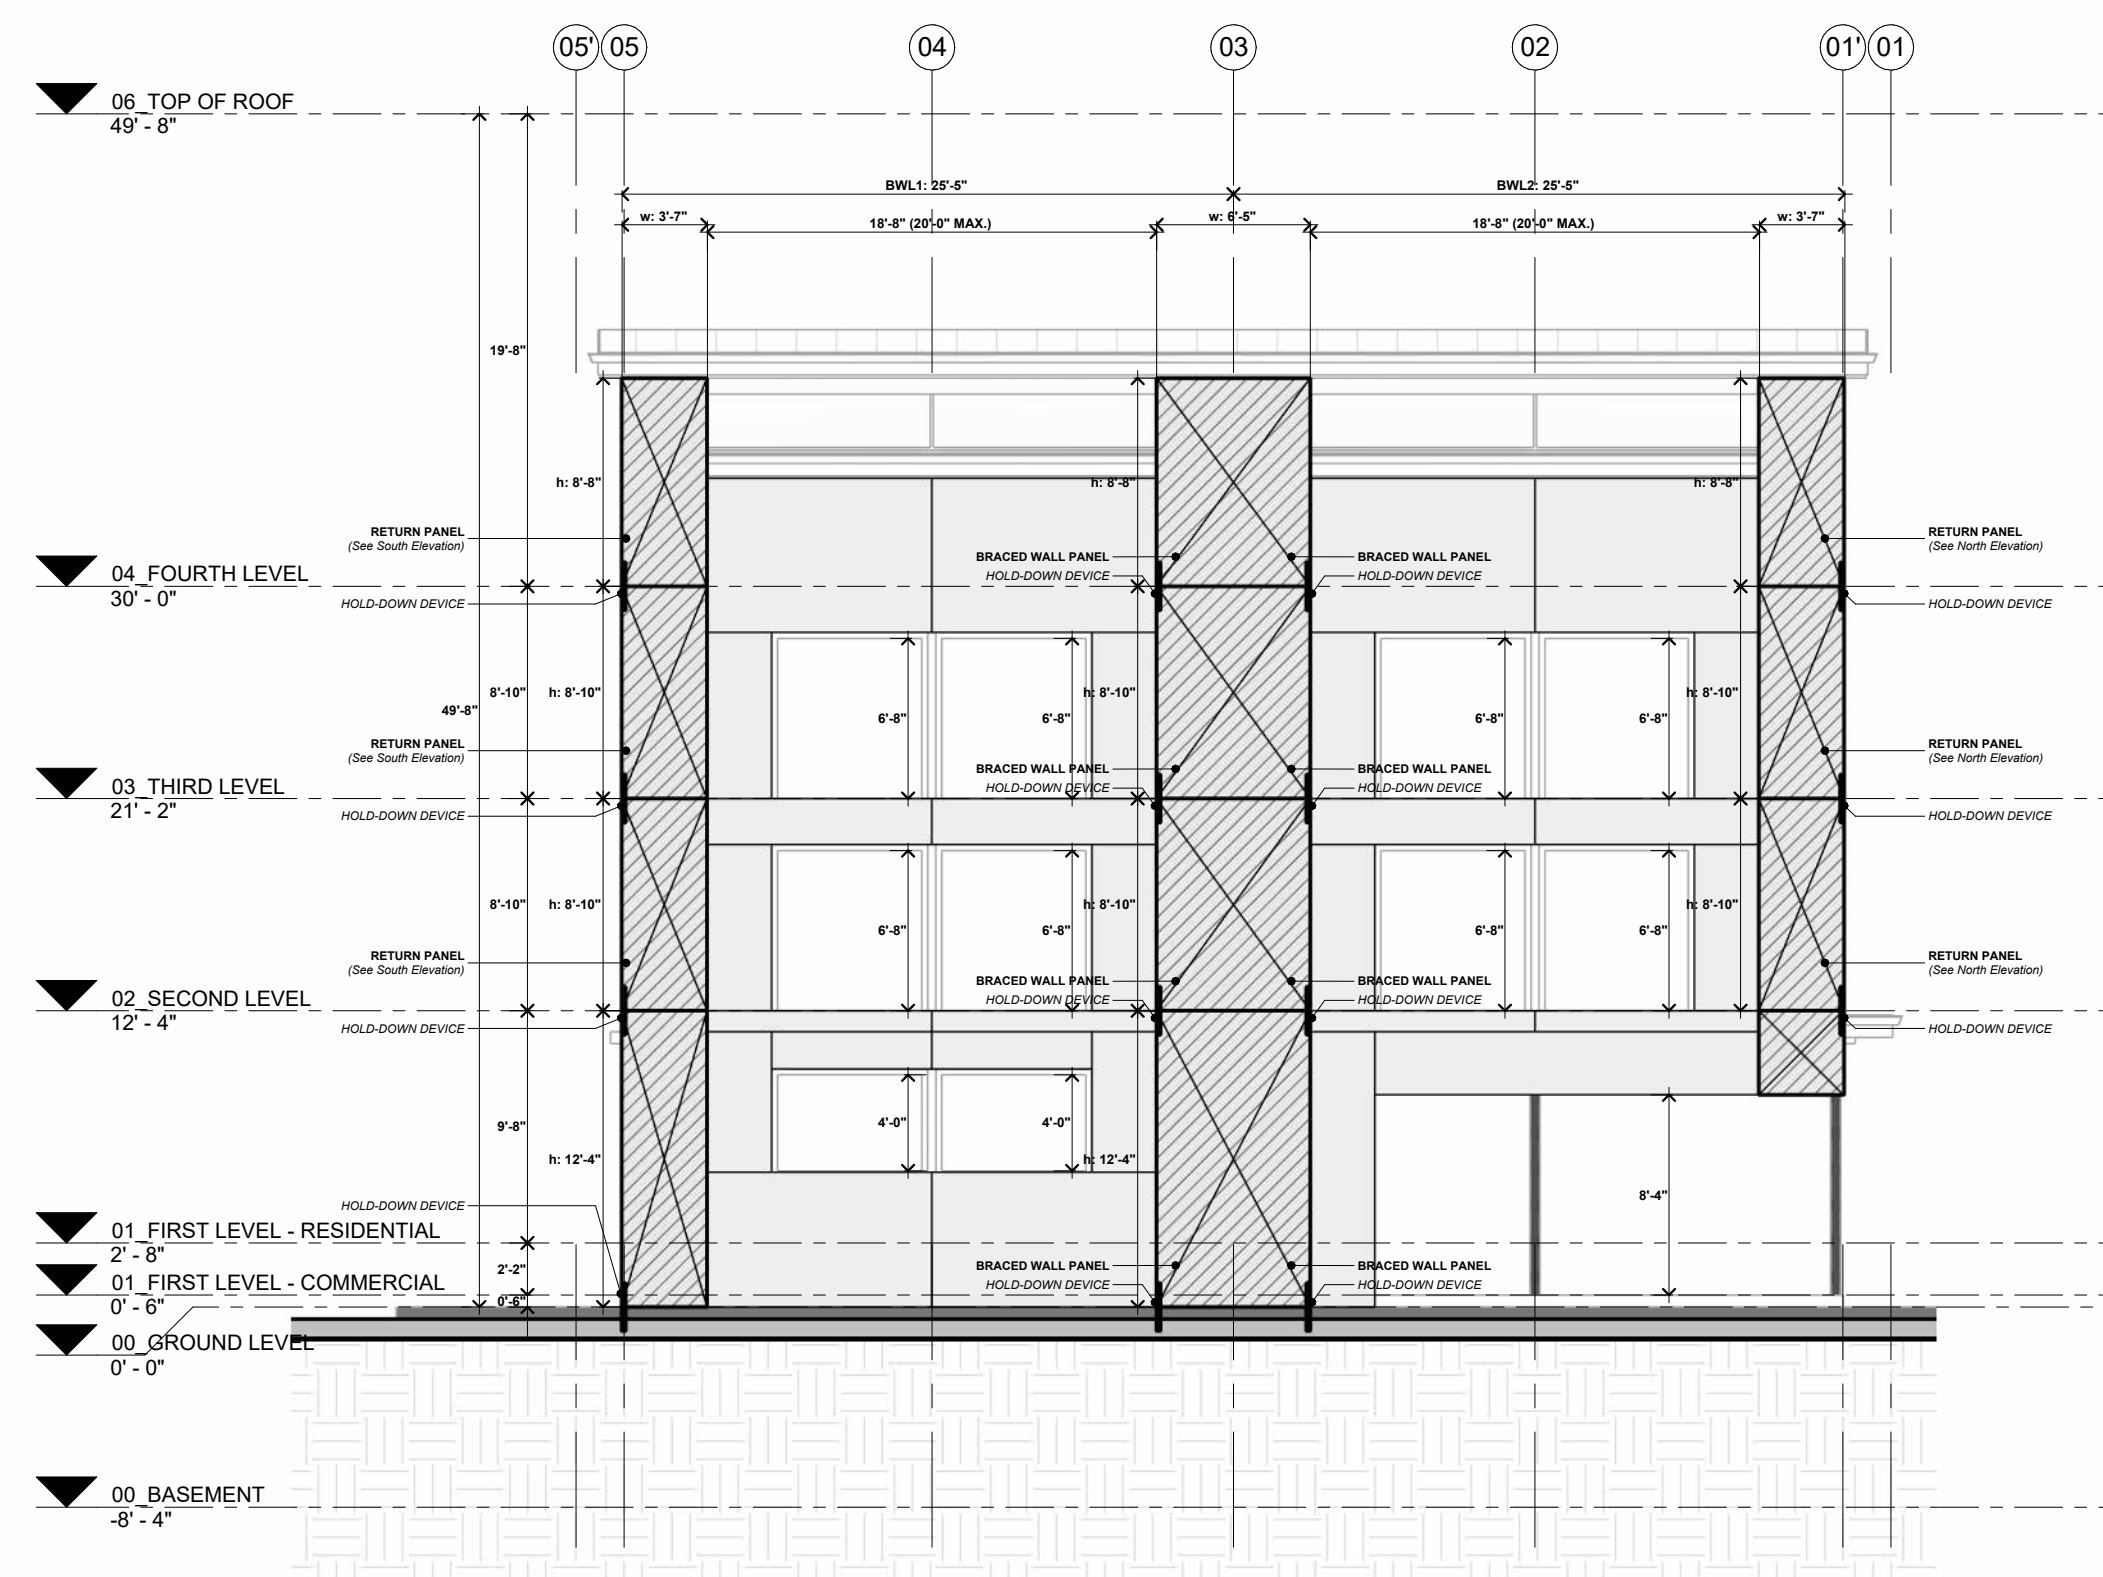 05' 05 04 03 02 01' 01
06_TOP OF ROOF
49' - 8"
BWL1: 25'-5" BWL2: 25'-5"
w: 3'-7" 18'-8" (20'-0" MAX.) w: 6'-5" 18'-8" (20'-0" MAX.) w: 3'-7"
19'-8"
h: 8'-8" h: 8'-8" h: 8'-8"
RETURN PANEL RETURN PANEL
(See South Elevation) (See North Elevation)
BRACED WALL PANEL BRACED WALL PANEL
HOLD-DOWN DEVICE HOLD-DOWN DEVICE
04_FOURTH LEVEL
30' - 0"
HOLD-DOWN DEVICE HOLD-DOWN DEVICE
8'-10" h: 8'-10" h: 8'-10" h: 8'-10"
49'-8"
6'-8" 6'-8" 6'-8" 6'-8"
RETURN PANEL RETURN PANEL
(See South Elevation) (See North Elevation)
BRACED WALL PANEL BRACED WALL PANEL
HOLD-DOWN DEVICE HOLD-DOWN DEVICE
03_THIRD LEVEL
21' - 2"
HOLD-DOWN DEVICE HOLD-DOWN DEVICE
8'-10" h: 8'-10" h: 8'-10" h: 8'-10"
6'-8" 6'-8" 6'-8" 6'-8"
RETURN PANEL RETURN PANEL
(See South Elevation) (See North Elevation)
BRACED WALL PANEL BRACED WALL PANEL
HOLD-DOWN DEVICE HOLD-DOWN DEVICE
02_SECOND LEVEL
12' - 4"
HOLD-DOWN DEVICE HOLD-DOWN DEVICE
9'-8" 4'-0" 4'-0"
h: 12'-4" h: 12'-4"
8'-4"
HOLD-DOWN DEVICE
01_FIRST LEVEL - RESIDENTIAL
2' - 8"
2'-2"
BRACED WALL PANEL BRACED WALL PANEL
HOLD-DOWN DEVICE HOLD-DOWN DEVICE
01_FIRST LEVEL - COMMERCIAL
0' - 6"
0'-6"
00_GROUND LEVEL
0' - 0"
00_BASEMENT
-8' - 4"